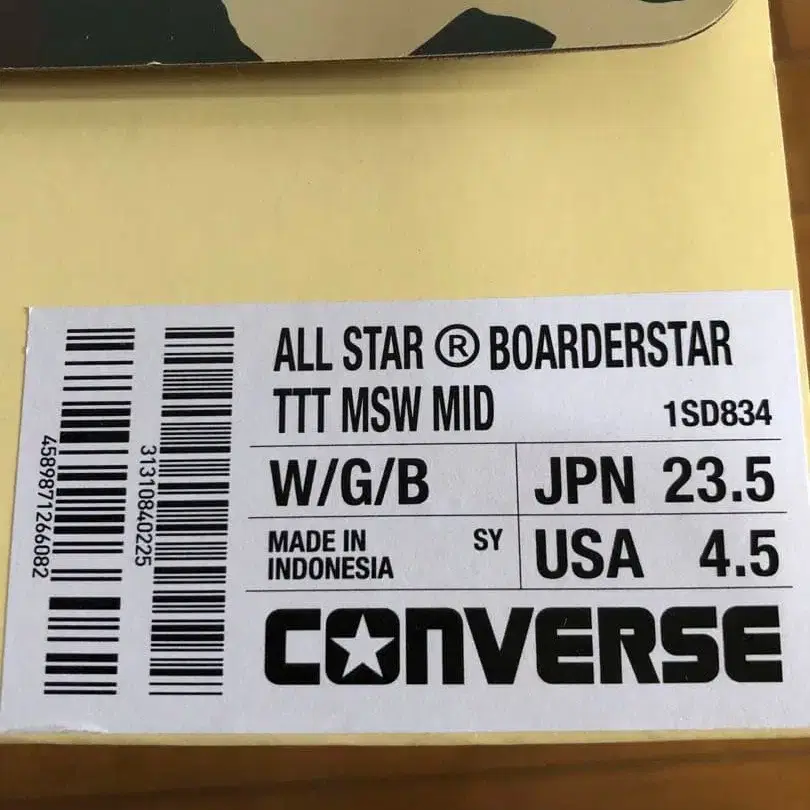 4589871266082
31310840225
ALL STAR ® BOARDERSTAR
TTT MSW MID 1SD834
W/G/B JPN 23.5
MADE IN INDONESIA SY USA 4.5
CONVERSE